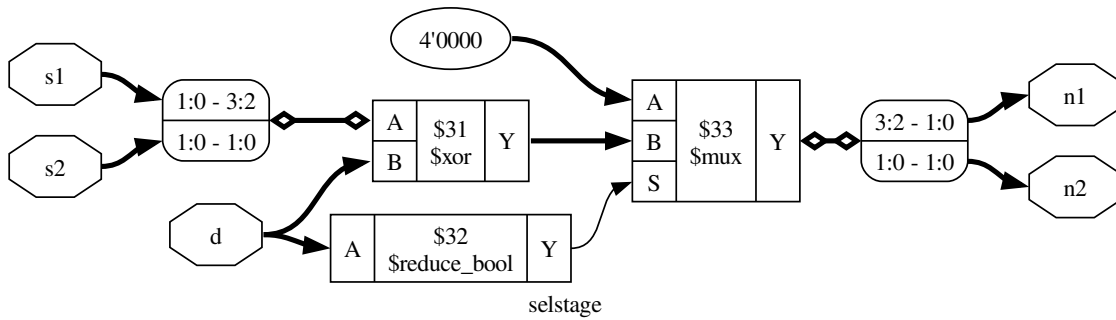 s1
s2
1:0 - 3:2
1:0 - 1:0
d
4'0000
A
B
$31
$xor
Y
A
$32
$reduce_bool
Y
A
B
S
$33
$mux
Y
3:2 - 1:0
1:0 - 1:0
n1
n2
selstage